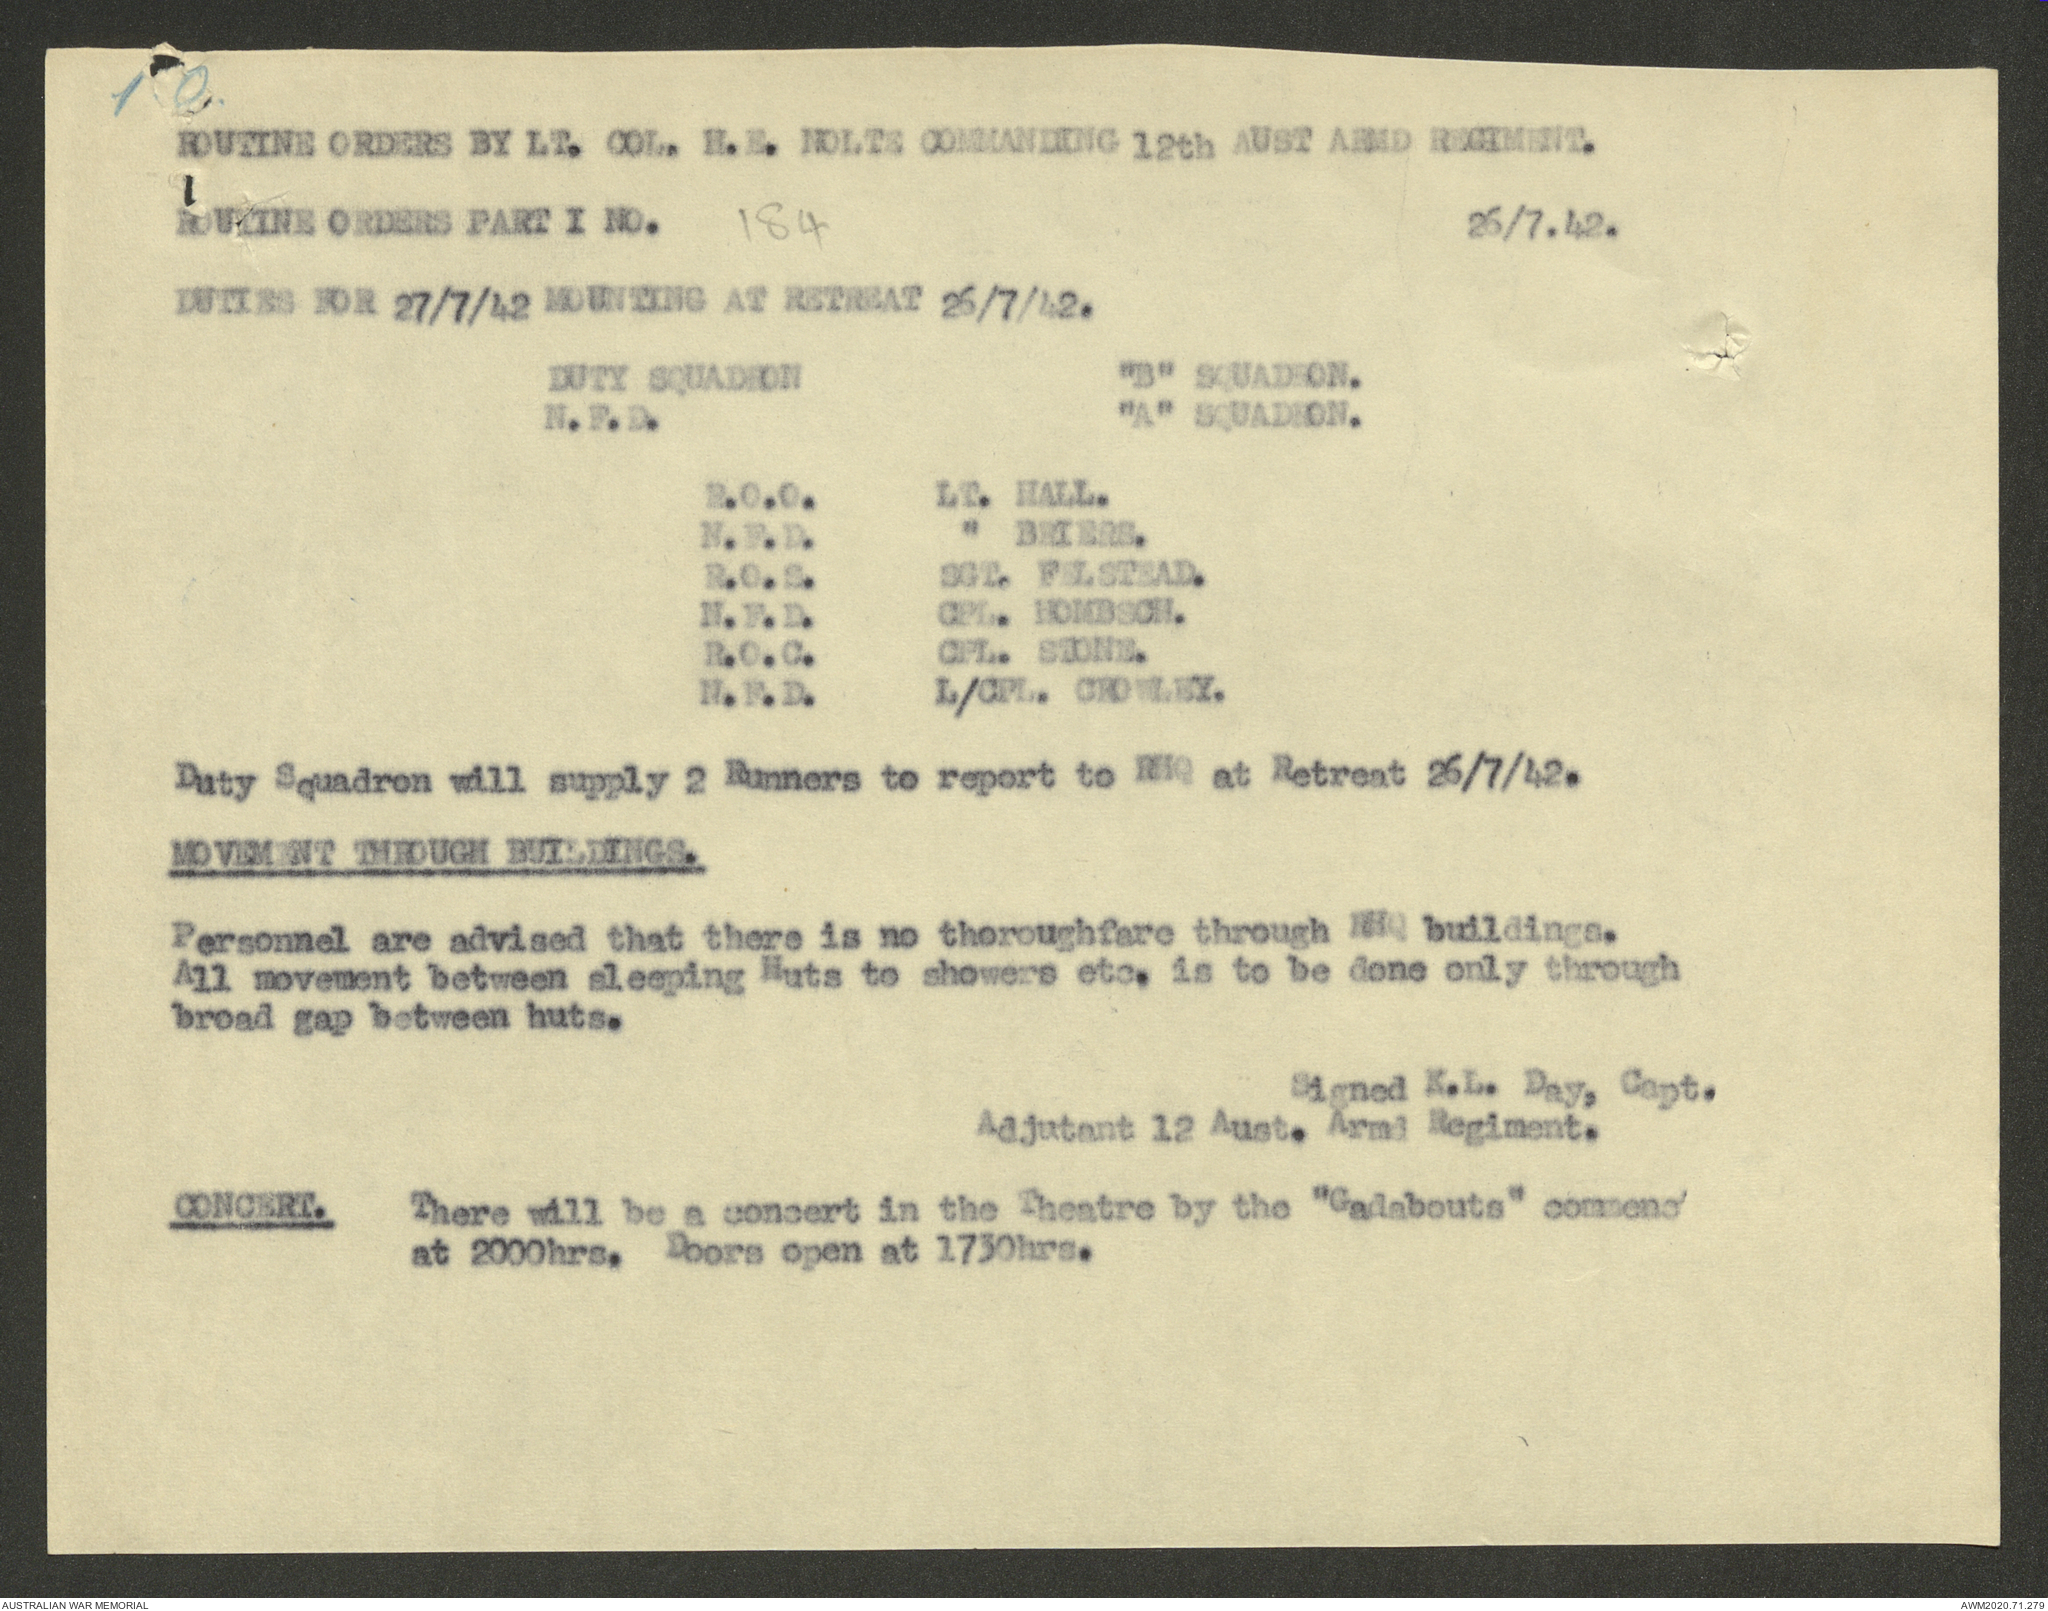 ROUTINE ORDERS BY LT. COL. H.E. NOLTE COMMANDING 12th AUST ARMD REGIMENT.
ROUTINE ORDERS PART I NO. 184 26/7.42.
DUTIES FOR 27/7/42 MOUNTING AT RETREAT 26/7/42.
DUTY SQUADRON "B" SQUADRON.
N.F.D. "A" SQUADRON.
R.O.O. LT. HALL.
N.F.D. " BRIERS.
R.O.S. SGT. FELSTEAD.
N.F.D. CPL. HOMBSCH.
R.O.C. CPL. STONE.
N.F.D. L/CPL. CROWLEY.
Duty Squadron will supply 2 Runners to report to RHQ at Retreat 26/7/42.
MOVEMENT THROUGH BUILDINGS.
Personnel are advised that there is no thoroughfare through RHQ buildings.
All movement between sleeping Huts to showers etc. is to be done only through
broad gap between huts.
Signed K.L. Day, Capt.
Adjutant 12 Aust. Armd Regiment.
CONCERT. There will be a concert in the Theatre by the "Gadabouts" commenc
at 2000hrs. Doors open at 1730hrs.
AUSTRALIAN WAR MEMORIAL AWM2020.71.279